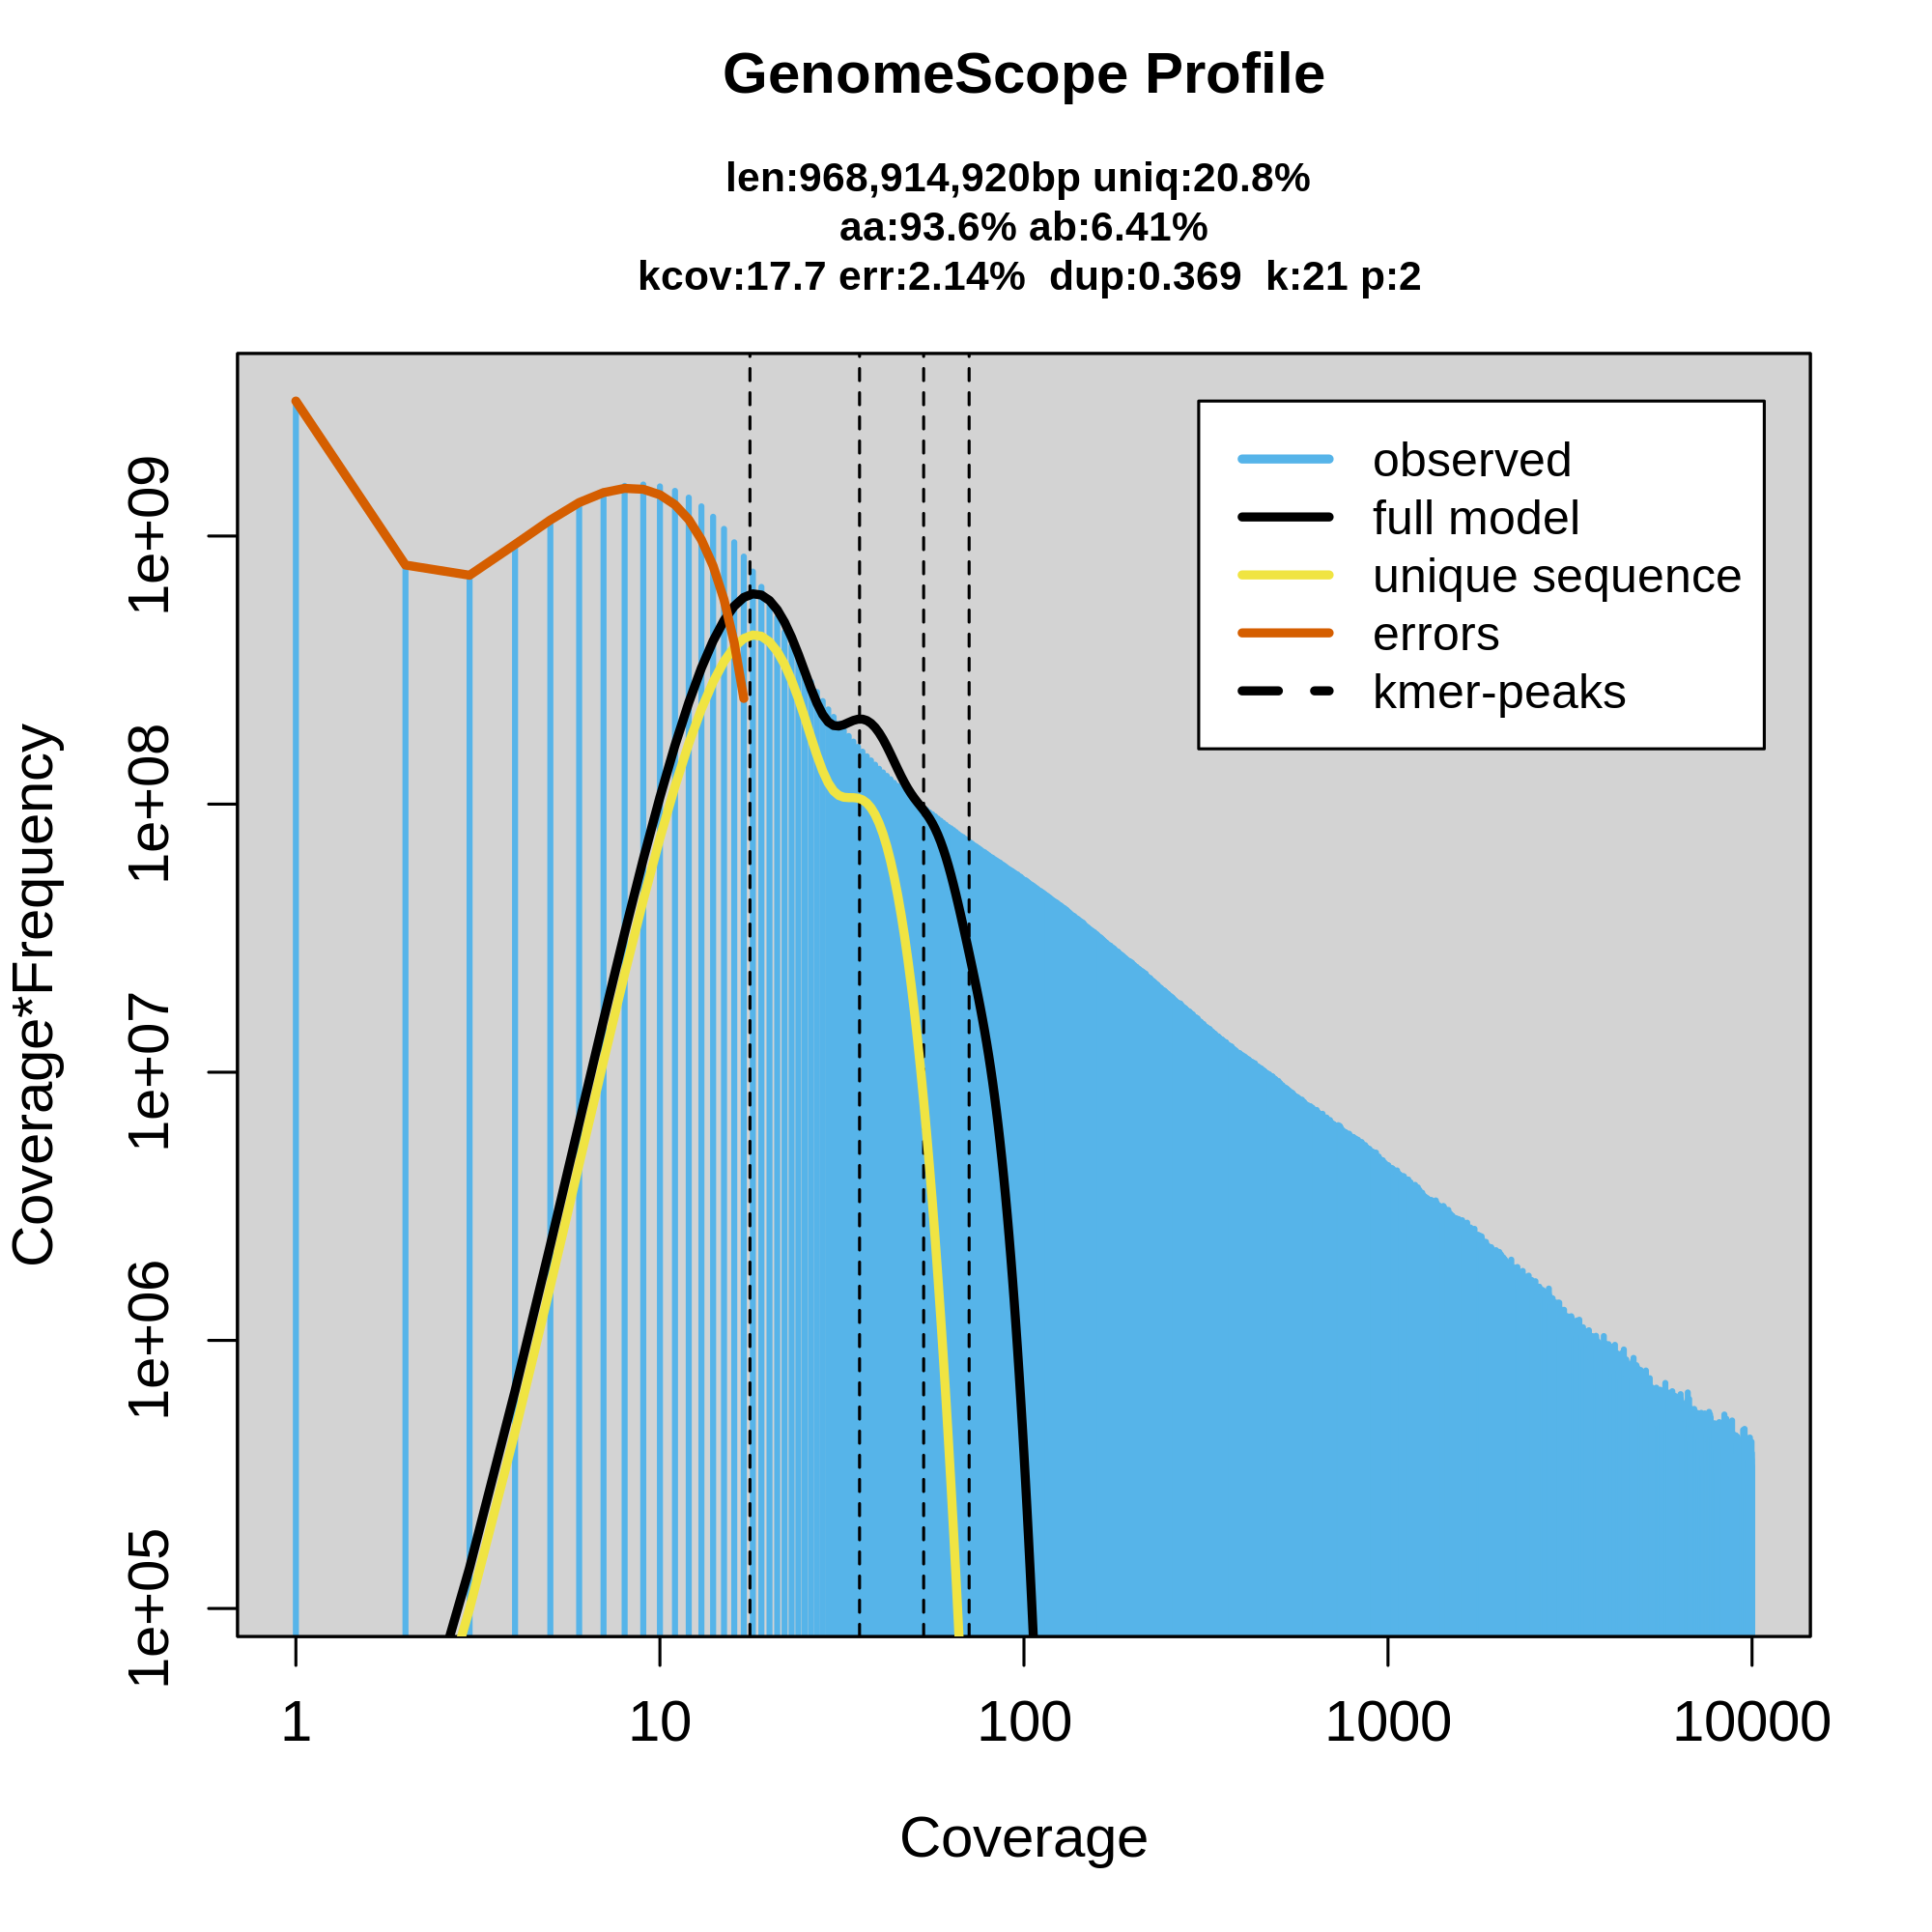 GenomeScope Profile
len:968,914,920bp uniq:20.8%
aa:93.6% ab:6.41%
kcov:17.7 err:2.14%  dup:0.369  k:21 p:2
observed
full model
unique sequence
errors
kmer-peaks
Coverage*Frequency
1e+09
1e+08
1e+07
1e+06
1e+05
1
10
100
1000
10000
Coverage